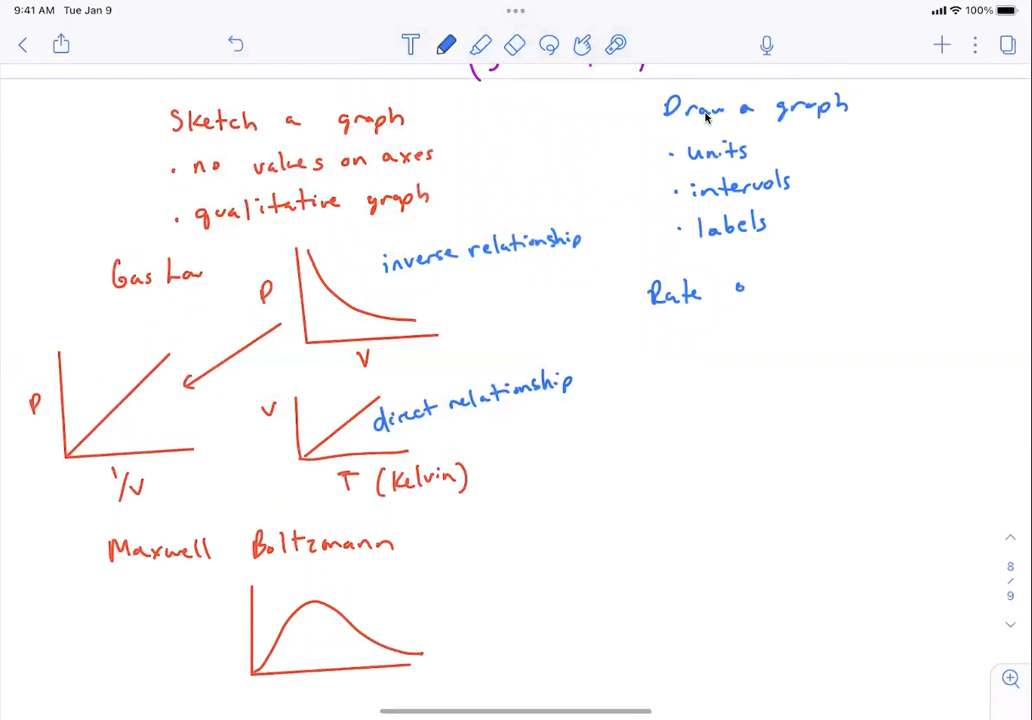 9:41 AM Tue Jan 9
100%
T
Sketch a graph
. no values on axes
. qualitative graph
Gas Law
P
V
inverse relationship
P
1/V
V
T (Kelvin)
direct relationship
Maxwell Boltzmann
Draw a graph
. units
. intervals
. labels
Rate o
8
/
9